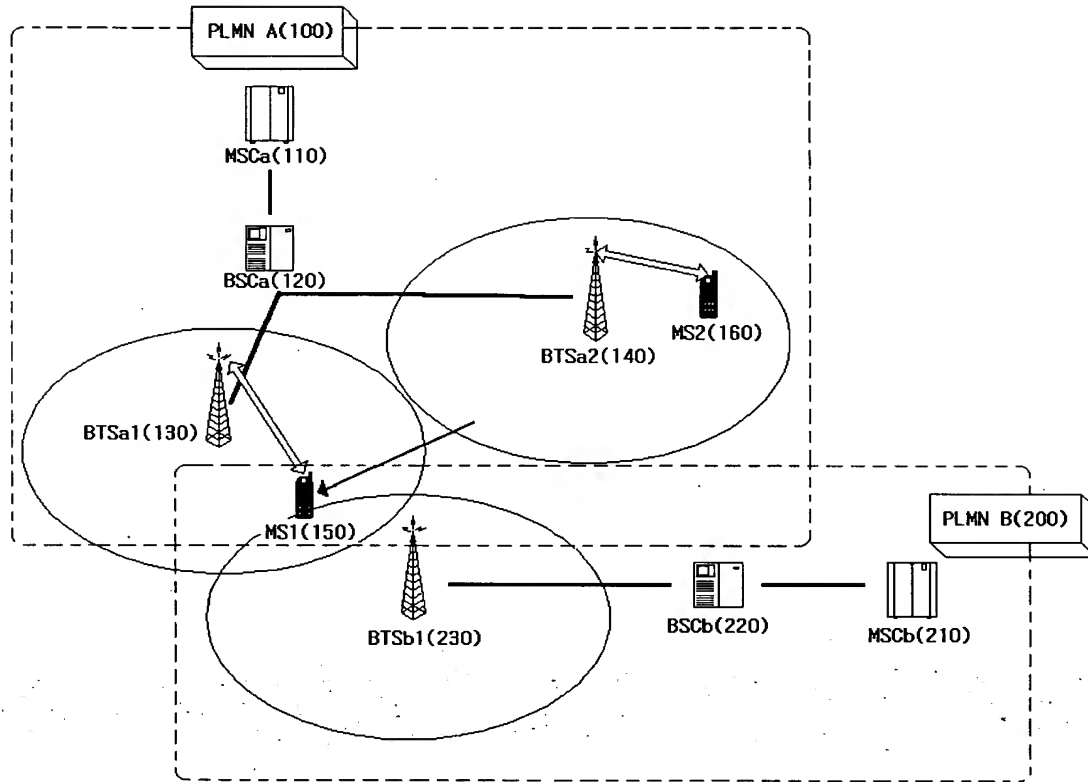 PLMN A(100)
MSCa(110)
BSCa(120)
BTSa2(140)
MS2(160)
BTSa1(130)
MS1(150)
PLMN B(200)
BTSb1(230)
BSCb(220)
MSCb(210)